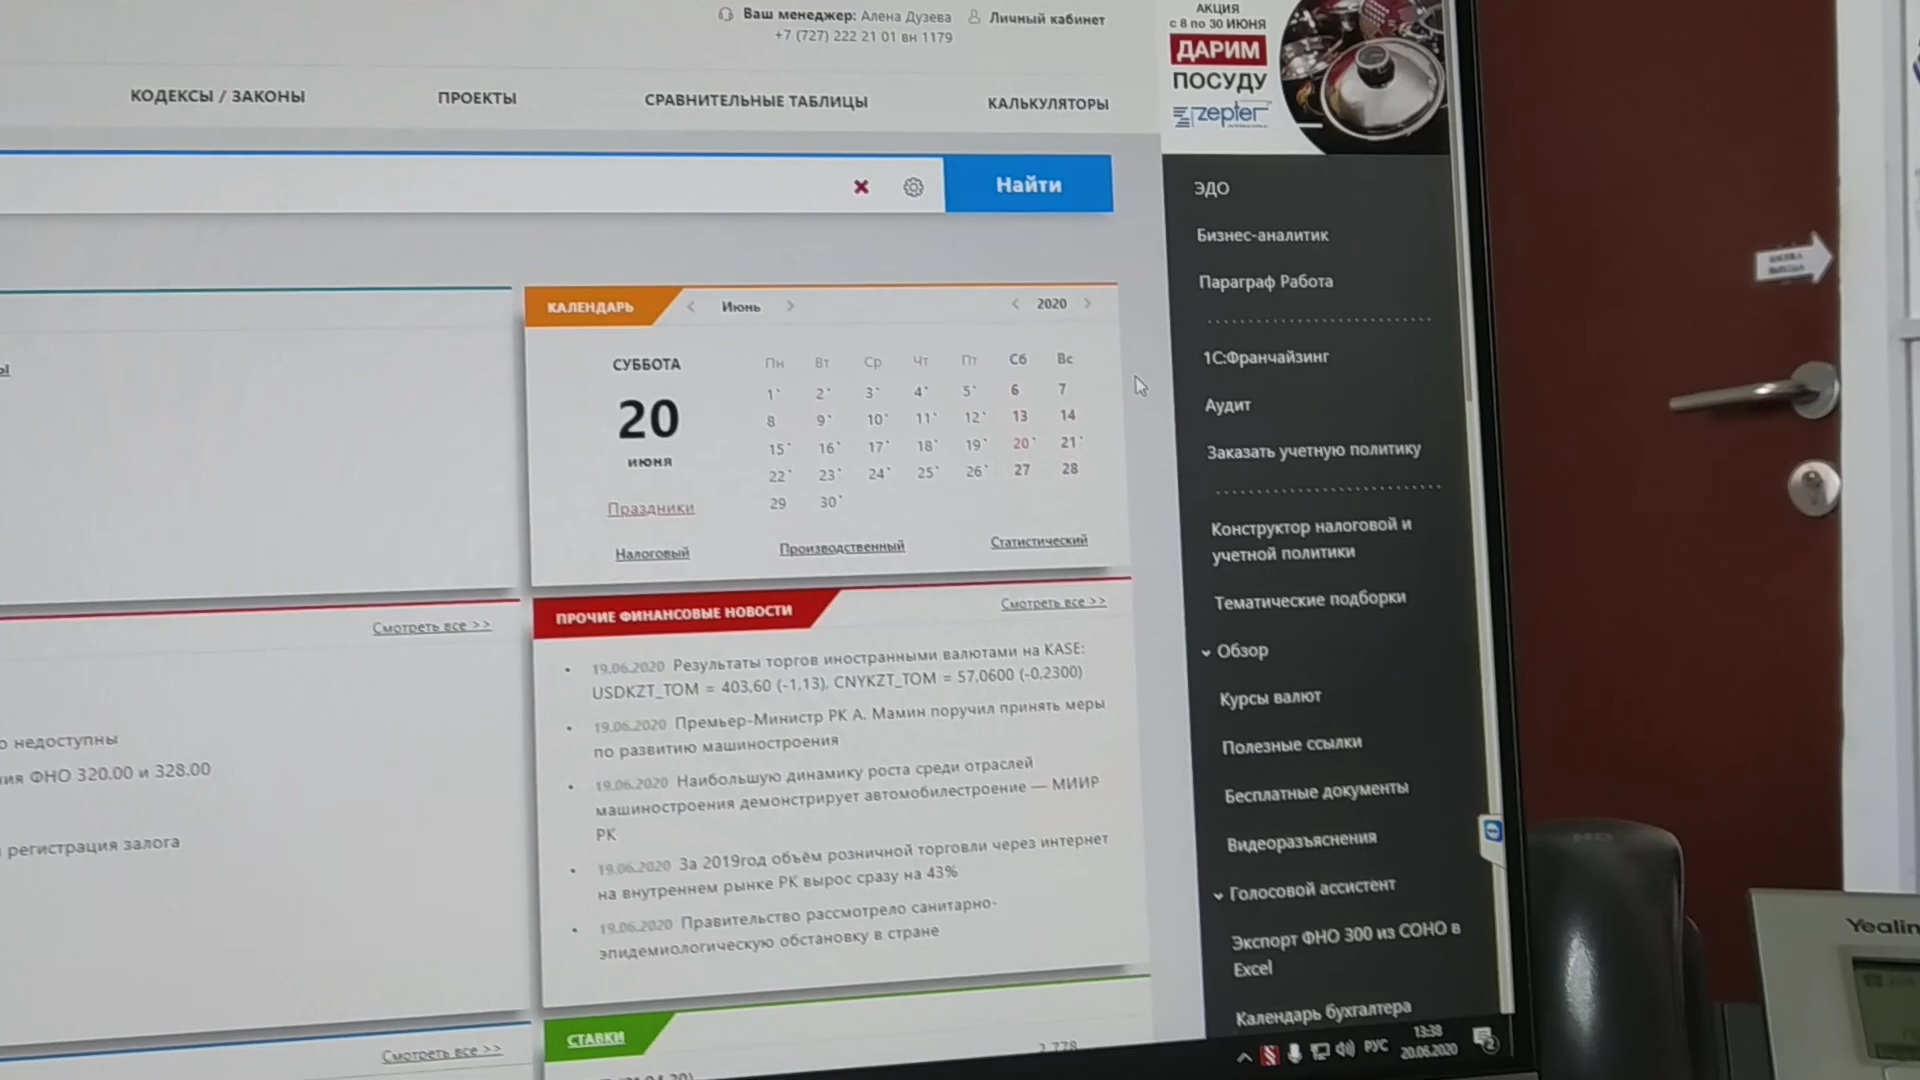 Ваш менеджер: Алена Дузева
+7 (727) 222 21 01 вн 1179
Личный кабинет
КОДЕКСЫ / ЗАКОНЫ
ПРОЕКТЫ
СРАВНИТЕЛЬНЫЕ ТАБЛИЦЫ
КАЛЬКУЛЯТОРЫ
Найти
АКЦИЯ
с 8 по 30 ИЮНЯ
ДАРИМ
ПОСУДУ
zepter
КАЛЕНДАРЬ
Июнь
2020
СУББОТА
20
июня
Праздники
Пн Вт Ср Чт Пт Сб Вс
1* 2* 3* 4* 5* 6 7
8 9* 10* 11* 12* 13 14
15* 16* 17* 18* 19* 20* 21*
22* 23* 24* 25* 26* 27 28
29 30*
Налоговый
Производственный
Статистический
Смотреть все >>
о недоступны
ия ФНО 320.00 и 328.00
регистрация залога
Смотреть все >>
ПРОЧИЕ ФИНАНСОВЫЕ НОВОСТИ
Смотреть все >>
19.06.2020 Результаты торгов иностранными валютами на KASE:
USDKZT_TOM = 403,60 (-1,13), CNYKZT_TOM = 57,0600 (-0,2300)
19.06.2020 Премьер-Министр РК А. Мамин поручил принять меры
по развитию машиностроения
19.06.2020 Наибольшую динамику роста среди отраслей
машиностроения демонстрирует автомобилестроение — МИИР
РК
19.06.2020 За 2019год объём розничной торговли через интернет
на внутреннем рынке РК вырос сразу на 43%
19.06.2020 Правительство рассмотрело санитарно-
эпидемиологическую обстановку в стране
СТАВКИ
2 778
ЭДО
Бизнес-аналитик
Параграф Работа
1С:Франчайзинг
Аудит
Заказать учетную политику
Конструктор налоговой и
учетной политики
Тематические подборки
Обзор
Курсы валют
Полезные ссылки
Бесплатные документы
Видеоразъяснения
Голосовой ассистент
Экспорт ФНО 300 из СОНО в
Excel
Календарь бухгалтера
РУС
13:38
20.06.2020
2
HD
Yealin